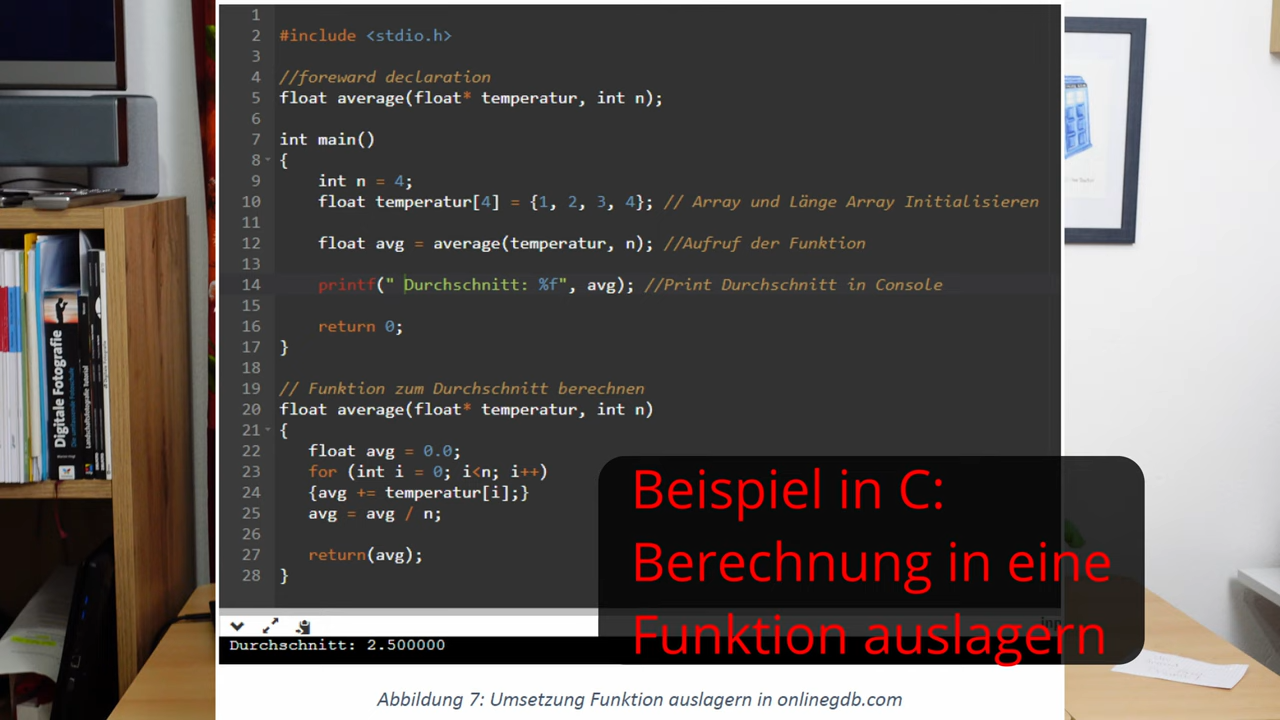 1
2 #include <stdio.h>
3
4 //foreward declaration
5 float average(float* temperatur, int n);
6
7 int main()
8 {
9 int n = 4;
10 float temperatur[4] = {1, 2, 3, 4}; // Array und Länge Array Initialisieren
11
12 float avg = average(temperatur, n); //Aufruf der Funktion
13
14 printf(" Durchschnitt: %f", avg); //Print Durchschnitt in Console
15
16 return 0;
17 }
18
19 // Funktion zum Durchschnitt berechnen
20 float average(float* temperatur, int n)
21 {
22 float avg = 0.0;
23 for (int i = 0; i<n; i++)
24 {avg += temperatur[i];}
25 avg = avg / n;
26
27 return(avg);
28 }
Durchschnitt: 2.500000
Beispiel in C:
Berechnung in eine
Funktion auslagern
Abbildung 7: Umsetzung Funktion auslagern in onlinegdb.com
Digitale Fotografie